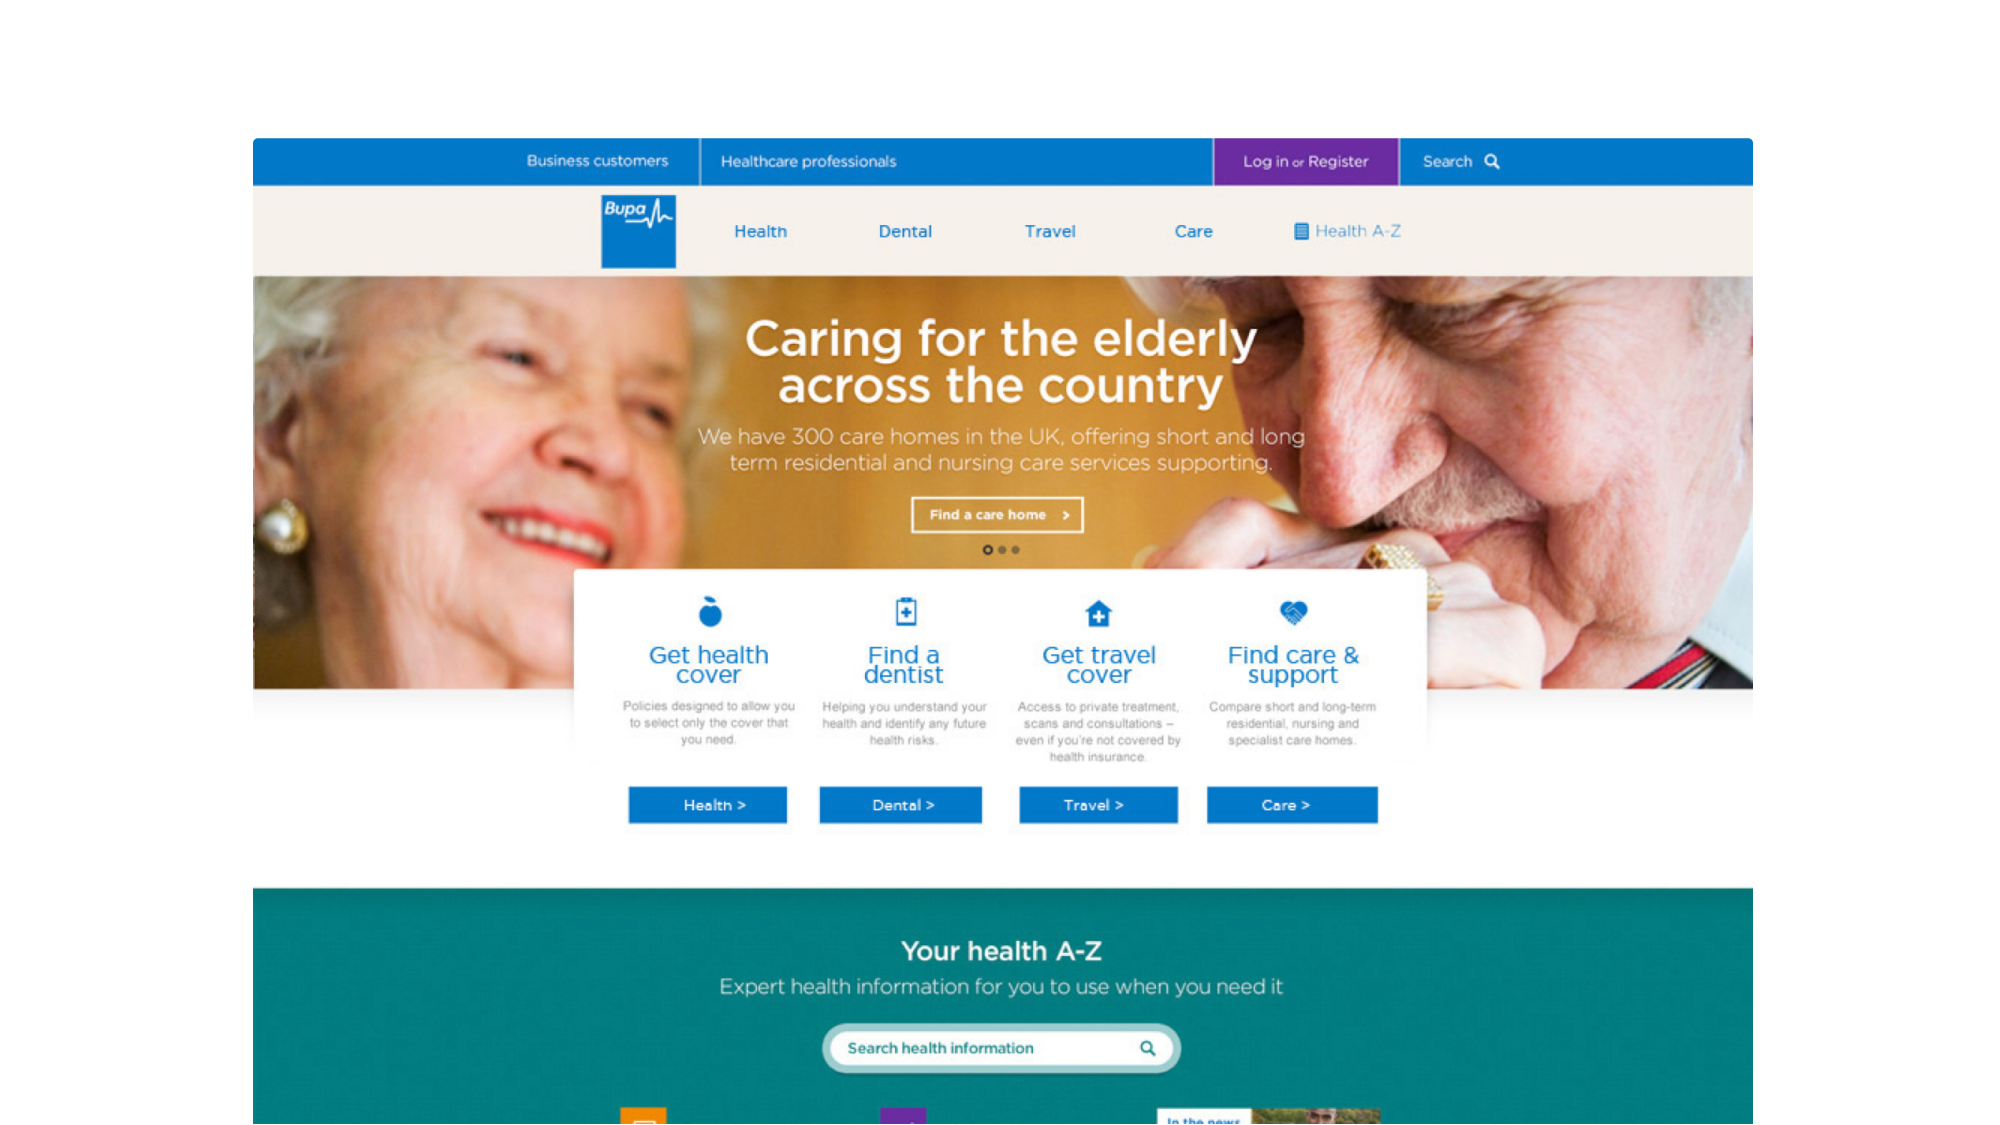 Business customers
Healthcare professionals
Log in or Register
Search
Bupa
Health
Dental
Travel
Care
Health A-Z
Caring for the elderly
across the country
We have 300 care homes in the UK, offering short and long
term residential and nursing care services supporting.
Find a care home >
Get health
cover
Policies designed to allow you
to select only the cover that
you need.
Health >
Find a
dentist
Helping you understand your
health and identify any future
health risks.
Dental >
Get travel
cover
Access to private treatment,
scans and consultations –
even if you're not covered by
health insurance.
Travel >
Find care &
support
Compare short and long-term
residential, nursing and
specialist care homes.
Care >
Your health A-Z
Expert health information for you to use when you need it
Search health information
In the news